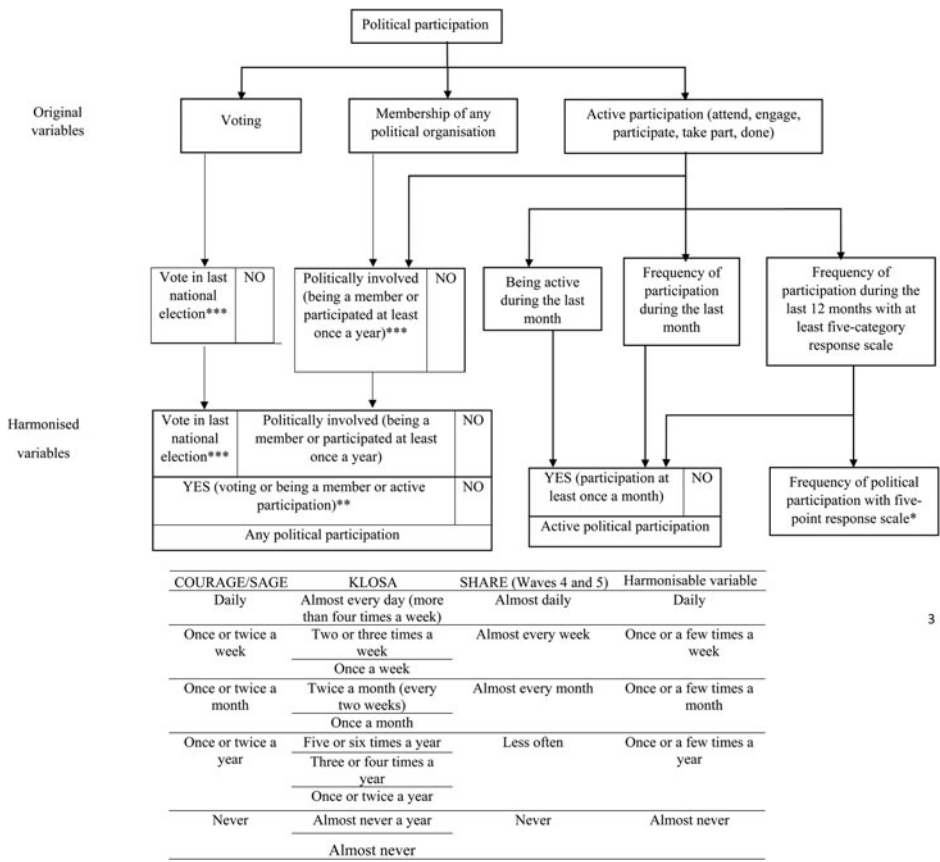 Political participation
Original
variables
Voting
Membership of any
political organisation
Active participation (attend, engage,
participate, take part, done)
Vote in last
national
election***
NO
Politically involved
(being a member or
participated at least
once a year)***
NO
Being active
during the last
month
Frequency of
participation
during the last
month
Frequency of
participation during the
last 12 months with at
least five-category
response scale
Harmonised
variables
Vote in last
national
election***
Politically involved (being
a member or participated at least
once a year)
NO
YES (voting or being a member or active
participation)**
NO
Any political participation
YES (participation at
least once a month)
NO
Active political participation
Frequency of political
participation with five-
point response scale*
COURAGE/SAGE KLOSA SHARE (Waves 4 and 5) Harmonisable variable
Daily Almost every day (more Almost daily Daily
than four times a week)
Once or twice a Two or three times a Almost every week Once or a few times a
week week week
Once a week
Once or twice a Twice a month (every Almost every month Once or a few times a
month two weeks) month
Once a month
Once or twice a Five or six times a year Less often Once or a few times a
year Three or four times a year
year
Once or twice a year
Never Almost never a year Never Almost never
Almost never
3